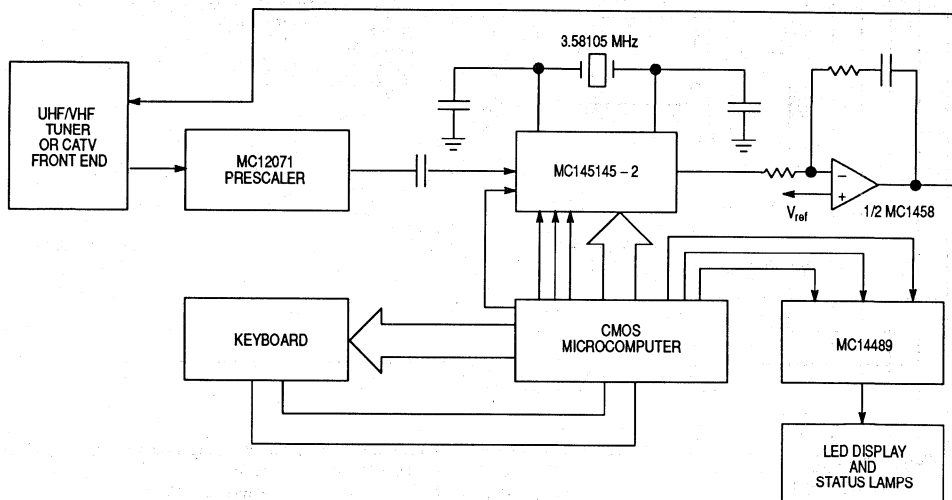 3.58105 MHz
UHF/VHF
TUNER
OR CATV
FRONT END
MC12071
PRESCALER
MC145145 – 2
–
+
V_ref
1/2 MC1458
KEYBOARD
CMOS
MICROCOMPUTER
MC14489
LED DISPLAY
AND
STATUS LAMPS